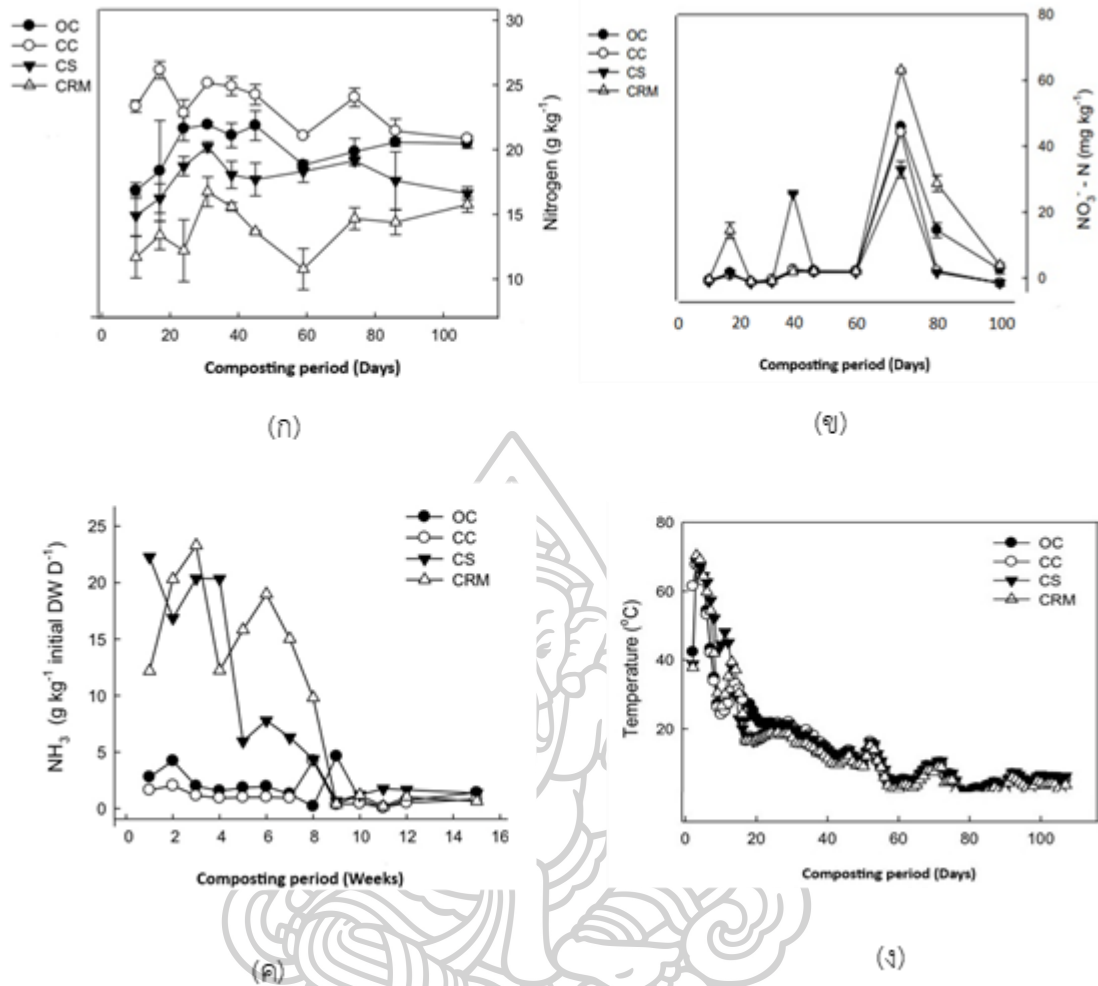 OC
CC
CS
CRM
30
25
20
15
10
Nitrogen (g kg⁻¹)
0 20 40 60 80 100
Composting period (Days)
(ก)
OC
CC
CS
CRM
80
60
40
20
0
NO₃⁻ - N (mg kg⁻¹)
0 20 40 60 80 100
Composting period (Days)
(ข)
OC
CC
CS
CRM
25
20
15
10
5
0
NH₃ (g kg⁻¹ initial DW D⁻¹)
0 2 4 6 8 10 12 14 16
Composting period (Weeks)
(ค)
OC
CC
CS
CRM
80
60
40
20
Temperature (°C)
0 20 40 60 80 100
Composting period (Days)
(ง)